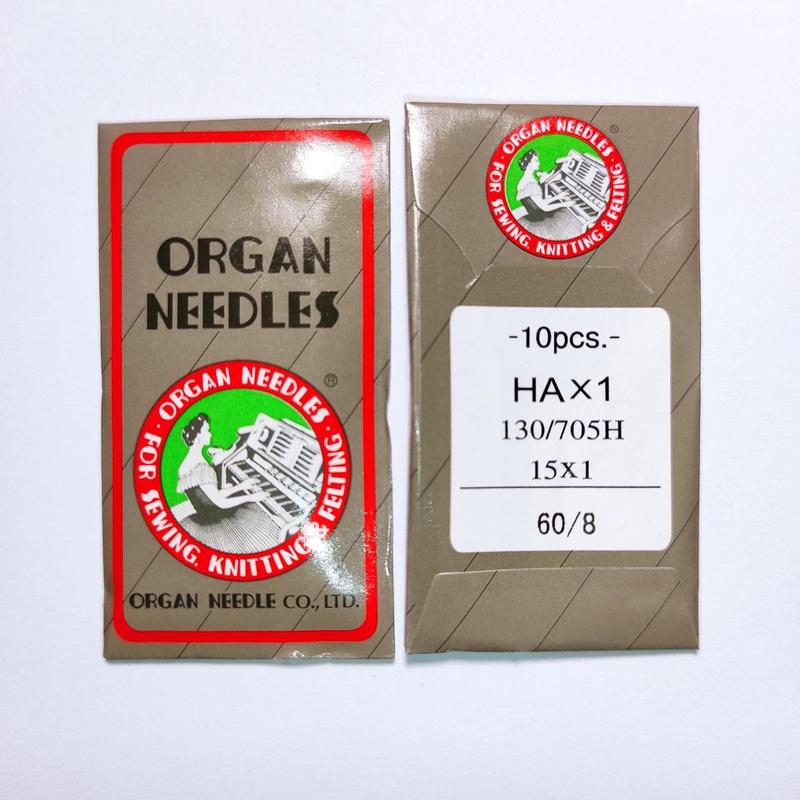 ORGAN
NEEDLES
· ORGAN NEEDLES · FOR SEWING, KNITTING & FELTING
®
ORGAN NEEDLE CO., LTD.
· ORGAN NEEDLES · FOR SEWING, KNITTING & FELTING
®
-10pcs.-
HA×1
130/705H
15x1
60/8